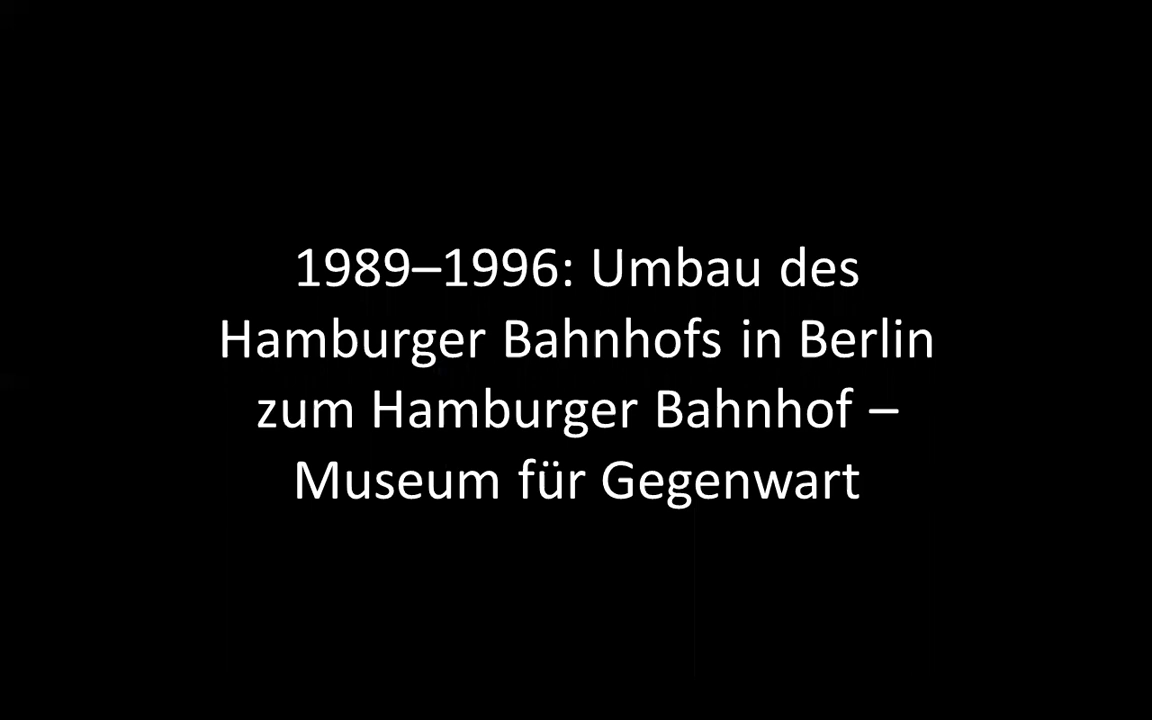 1989–1996: Umbau des
Hamburger Bahnhofs in Berlin
zum Hamburger Bahnhof –
Museum für Gegenwart